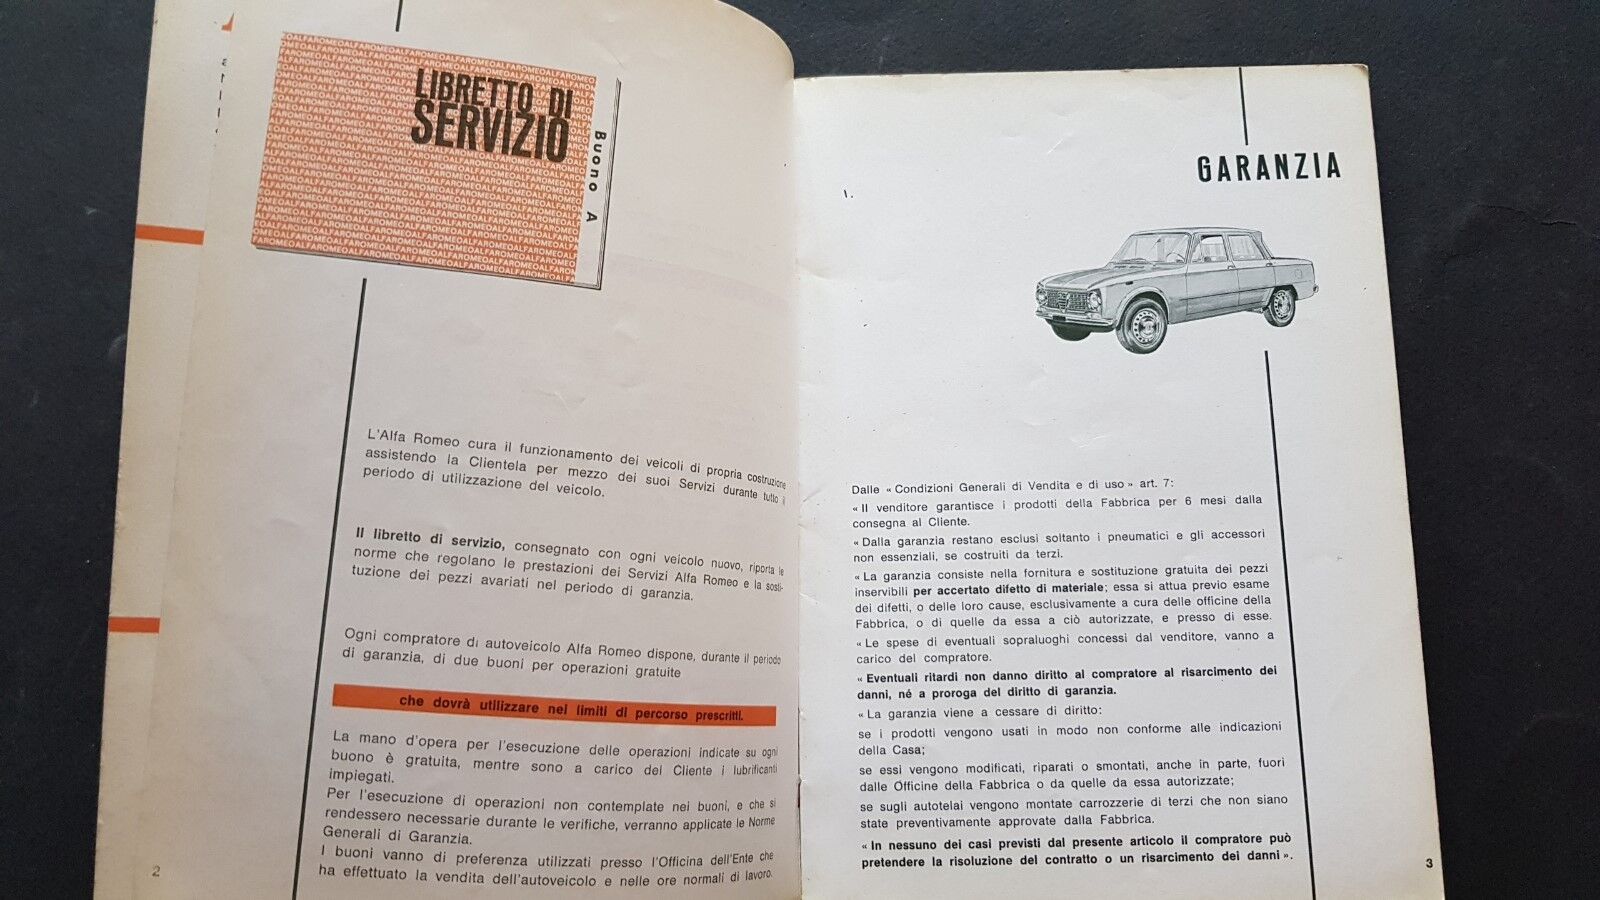 LIBRETTO DI
SERVIZIO
Buono A
L'Alfa Romeo cura il funzionamento dei veicoli di propria costruzione
assistendo la Clientela per mezzo dei suoi Servizi durante tutto il
periodo di utilizzazione del veicolo.
Il libretto di servizio, consegnato con ogni veicolo nuovo, riporta le
norme che regolano le prestazioni dei Servizi Alfa Romeo e la sosti-
tuzione dei pezzi avariati nel periodo di garanzia.
Ogni compratore di autoveicolo Alfa Romeo dispone, durante il periodo
di garanzia, di due buoni per operazioni gratuite
che dovrà utilizzare nei limiti di percorso prescritti.
La mano d'opera per l'esecuzione delle operazioni indicate su ogni
buono è gratuita, mentre sono a carico del Cliente i lubrificanti
impiegati.
Per l'esecuzione di operazioni non contemplate nei buoni, e che si
rendessero necessarie durante le verifiche, verranno applicate le Norme
Generali di Garanzia.
I buoni vanno di preferenza utilizzati presso l'Officina dell'Ente che
ha effettuato la vendita dell'autoveicolo e nelle ore normali di lavoro.
2
GARANZIA
Dalle « Condizioni Generali di Vendita e di uso » art. 7:
« Il venditore garantisce i prodotti della Fabbrica per 6 mesi dalla
consegna al Cliente.
« Dalla garanzia restano esclusi soltanto i pneumatici e gli accessori
non essenziali, se costruiti da terzi.
« La garanzia consiste nella fornitura e sostituzione gratuita dei pezzi
inservibili per accertato difetto di materiale; essa si attua previo esame
dei difetti, o delle loro cause, esclusivamente a cura delle officine della
Fabbrica, o di quelle da essa a ciò autorizzate, e presso di esse.
« Le spese di eventuali sopraluoghi concessi dal venditore, vanno a
carico del compratore.
« Eventuali ritardi non danno diritto al compratore al risarcimento dei
danni, né a proroga del diritto di garanzia.
« La garanzia viene a cessare di diritto:
se i prodotti vengono usati in modo non conforme alle indicazioni
della Casa;
se essi vengono modificati, riparati o smontati, anche in parte, fuori
dalle Officine della Fabbrica o da quelle da essa autorizzate;
se sugli autotelai vengono montate carrozzerie di terzi che non siano
state preventivamente approvate dalla Fabbrica.
« In nessuno dei casi previsti dal presente articolo il compratore può
pretendere la risoluzione del contratto o un risarcimento dei danni ».
3